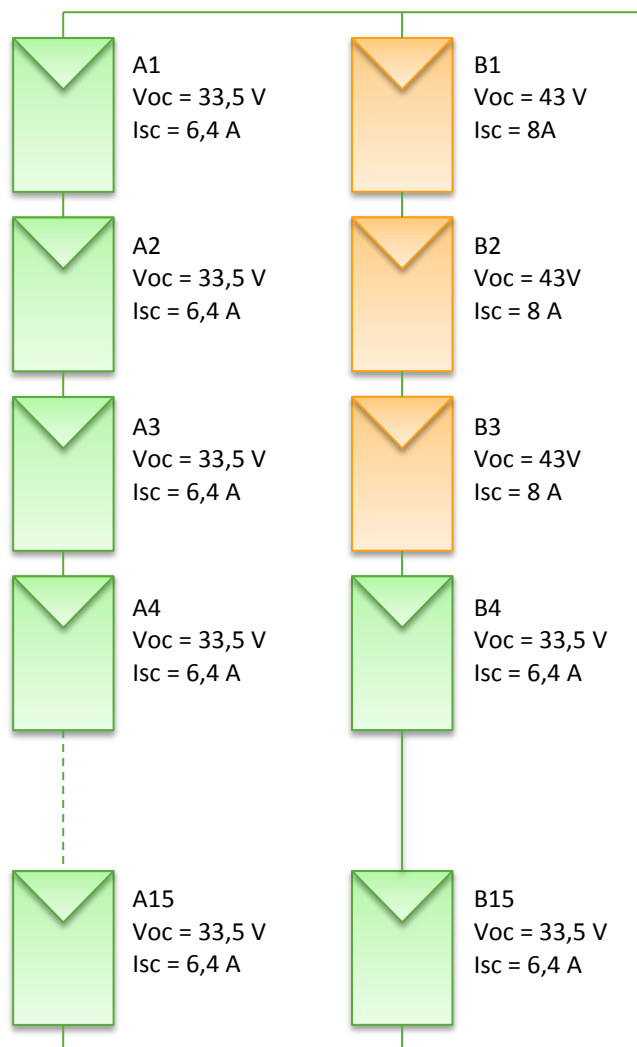 A1
Voc = 33,5 V
Isc = 6,4 A
B1
Voc = 43 V
Isc = 8A
A2
Voc = 33,5 V
Isc = 6,4 A
B2
Voc = 43V
Isc = 8 A
A3
Voc = 33,5 V
Isc = 6,4 A
B3
Voc = 43V
Isc = 8 A
A4
Voc = 33,5 V
Isc = 6,4 A
B4
Voc = 33,5 V
Isc = 6,4 A
A15
Voc = 33,5 V
Isc = 6,4 A
B15
Voc = 33,5 V
Isc = 6,4 A